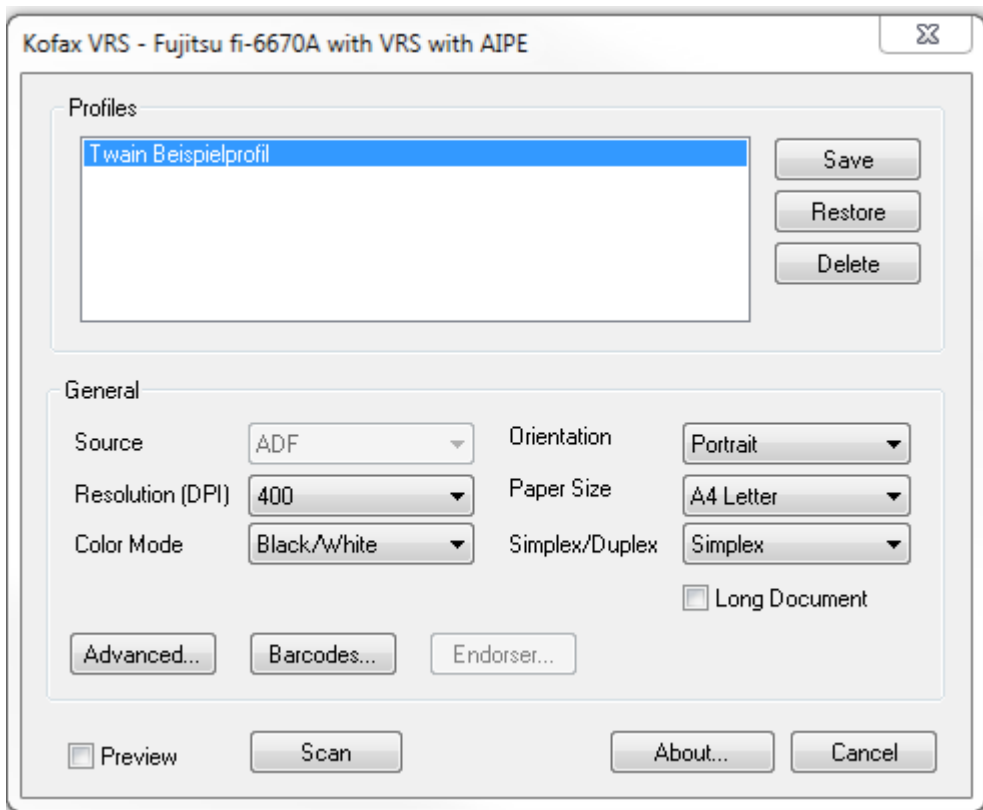 Kofax VRS - Fujitsu fi-6670A with VRS with AIPE
Profiles
Twain Beispielprofil
Save
Restore
Delete
General
Source
ADF
Orientation
Portrait
Resolution (DPI)
400
Paper Size
A4 Letter
Color Mode
Black/White
Simplex/Duplex
Simplex
Long Document
Advanced...
Barcodes...
Endorser...
Preview
Scan
About...
Cancel